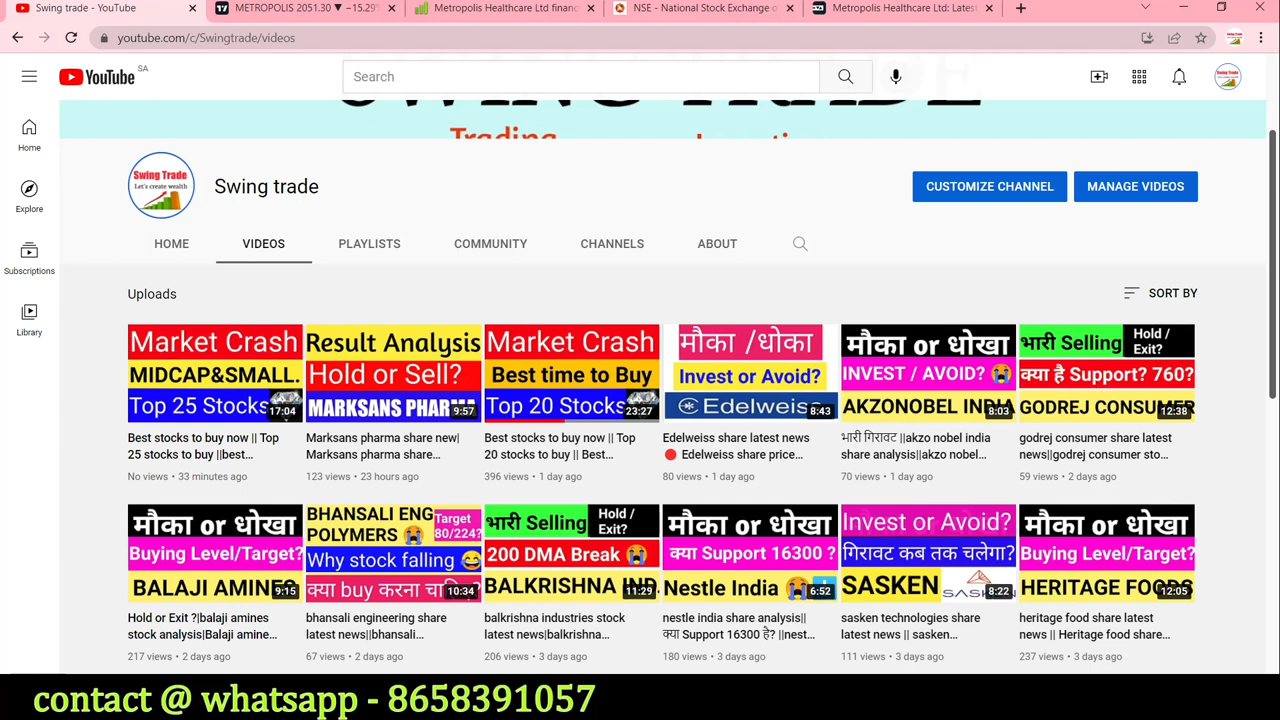 Swing trade - YouTube
METROPOLIS 2051.30 ▼ −15.29
Metropolis Healthcare Ltd financ
NSE - National Stock Exchange o
Metropolis Healthcare Ltd: Latest
youtube.com/c/Swingtrade/videos
YouTube SA
Search
SWING TRADE
Trading
Home
Explore
Subscriptions
Library
Swing Trade
Let's create wealth
Swing trade
CUSTOMIZE CHANNEL
MANAGE VIDEOS
HOME
VIDEOS
PLAYLISTS
COMMUNITY
CHANNELS
ABOUT
Uploads
SORT BY
Market Crash
MIDCAP&SMALL.
Top 25 Stocks
17:04
Best stocks to buy now || Top
25 stocks to buy ||best...
No views • 33 minutes ago
Result Analysis
Hold or Sell?
MARKSANS PHARMA
9:57
Marksans pharma share new|
Marksans pharma share...
123 views • 23 hours ago
Market Crash
Best time to Buy
Top 20 Stocks
23:27
Best stocks to buy now || Top
20 stocks to buy || Best...
396 views • 1 day ago
मौका /धोका
Invest or Avoid?
Edelweiss
8:43
Edelweiss share latest news
🔴 Edelweiss share price...
80 views • 1 day ago
मौका or धोखा
INVEST / AVOID? 😭
AKZONOBEL INDIA
8:03
भारी गिरावट ||akzo nobel india
share analysis||akzo nobel...
70 views • 1 day ago
भारी Selling
Hold /
Exit?
क्या है Support? 760?
GODREJ CONSUMER
12:38
godrej consumer share latest
news||godrej consumer sto...
59 views • 2 days ago
मौका or धोखा
Buying Level/Target?
BALAJI AMINES
9:15
Hold or Exit ?|balaji amines
stock analysis|Balaji amine...
217 views • 2 days ago
BHANSALI ENG
POLYMERS 😭
Target
80/224?
Why stock falling 😂
क्या buy करना चाहि
10:34
bhansali engineering share
latest news||bhansali...
67 views • 2 days ago
भारी Selling
Hold /
Exit?
200 DMA Break 😭
BALKRISHNA IND
11:29
balkrishna industries stock
latest news|balkrishna...
206 views • 3 days ago
मौका or धोखा
क्या Support 16300 ?
Nestle India 😭
6:52
nestle india share analysis||
क्या Support 16300 है? ||nest...
180 views • 3 days ago
Invest or Avoid?
गिरावट कब तक चलेगा?
SASKEN
SASKEN
8:22
sasken technologies share
latest news || sasken...
111 views • 3 days ago
मौका or धोखा
Buying Level/Target?
HERITAGE FOODS
12:05
heritage food share latest
news || Heritage food share...
237 views • 3 days ago
contact @ whatsapp - 8658391057